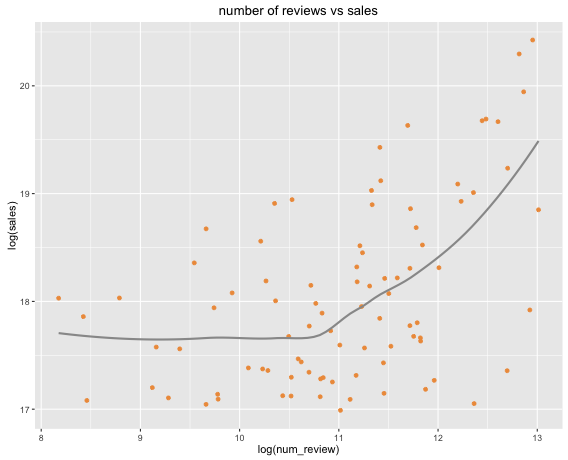 number of reviews vs sales
log(sales)
20
19
18
17
8 9 10 11 12 13
log(num_review)